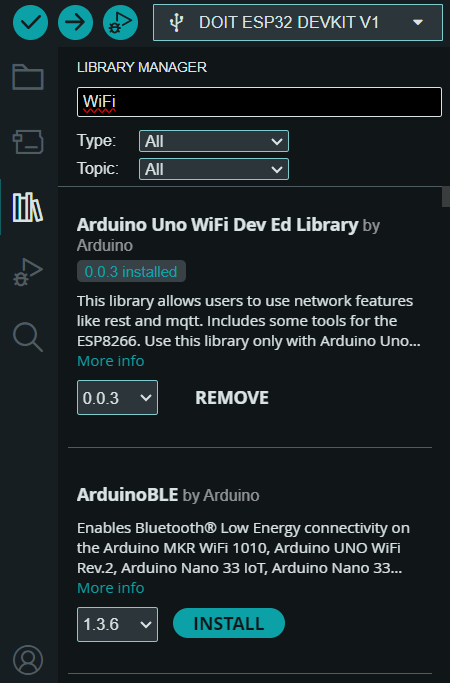 DOIT ESP32 DEVKIT V1
LIBRARY MANAGER
WiFi
Type: All
Topic: All
Arduino Uno WiFi Dev Ed Library by
Arduino
0.0.3 installed
This library allows users to use network features
like rest and mqtt. Includes some tools for the
ESP8266. Use this library only with Arduino Uno...
More info
0.0.3 REMOVE
ArduinoBLE by Arduino
Enables Bluetooth® Low Energy connectivity on
the Arduino MKR WiFi 1010, Arduino UNO WiFi
Rev.2, Arduino Nano 33 IoT, Arduino Nano 33...
More info
1.3.6 INSTALL